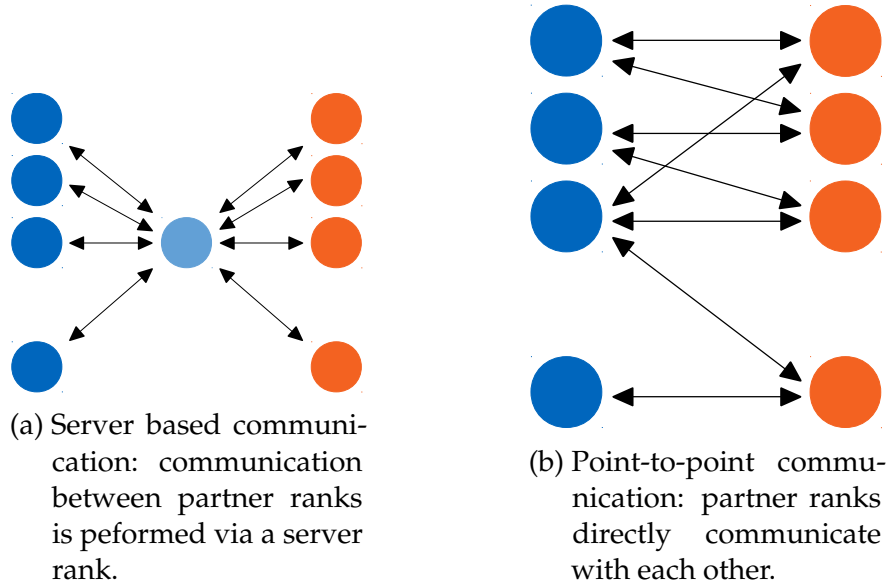 (a) Server based communi-
cation: communication
between partner ranks
is peformed via a server
rank.
(b) Point-to-point commu-
nication: partner ranks
directly communicate
with each other.